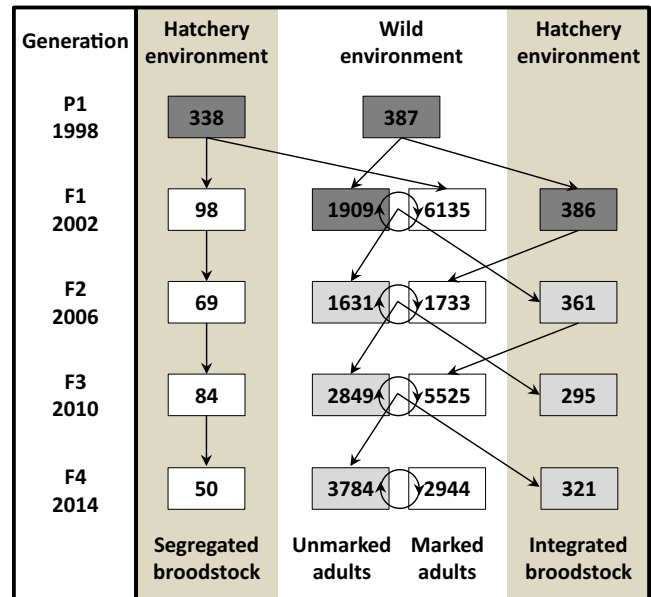 Generation
Hatchery environment
Wild environment
Hatchery environment
P1 1998
338
387
F1 2002
98
1909
6135
386
F2 2006
69
1631
1733
361
F3 2010
84
2849
5525
295
F4 2014
50
3784
2944
321
Segregated broodstock
Unmarked adults
Marked adults
Integrated broodstock